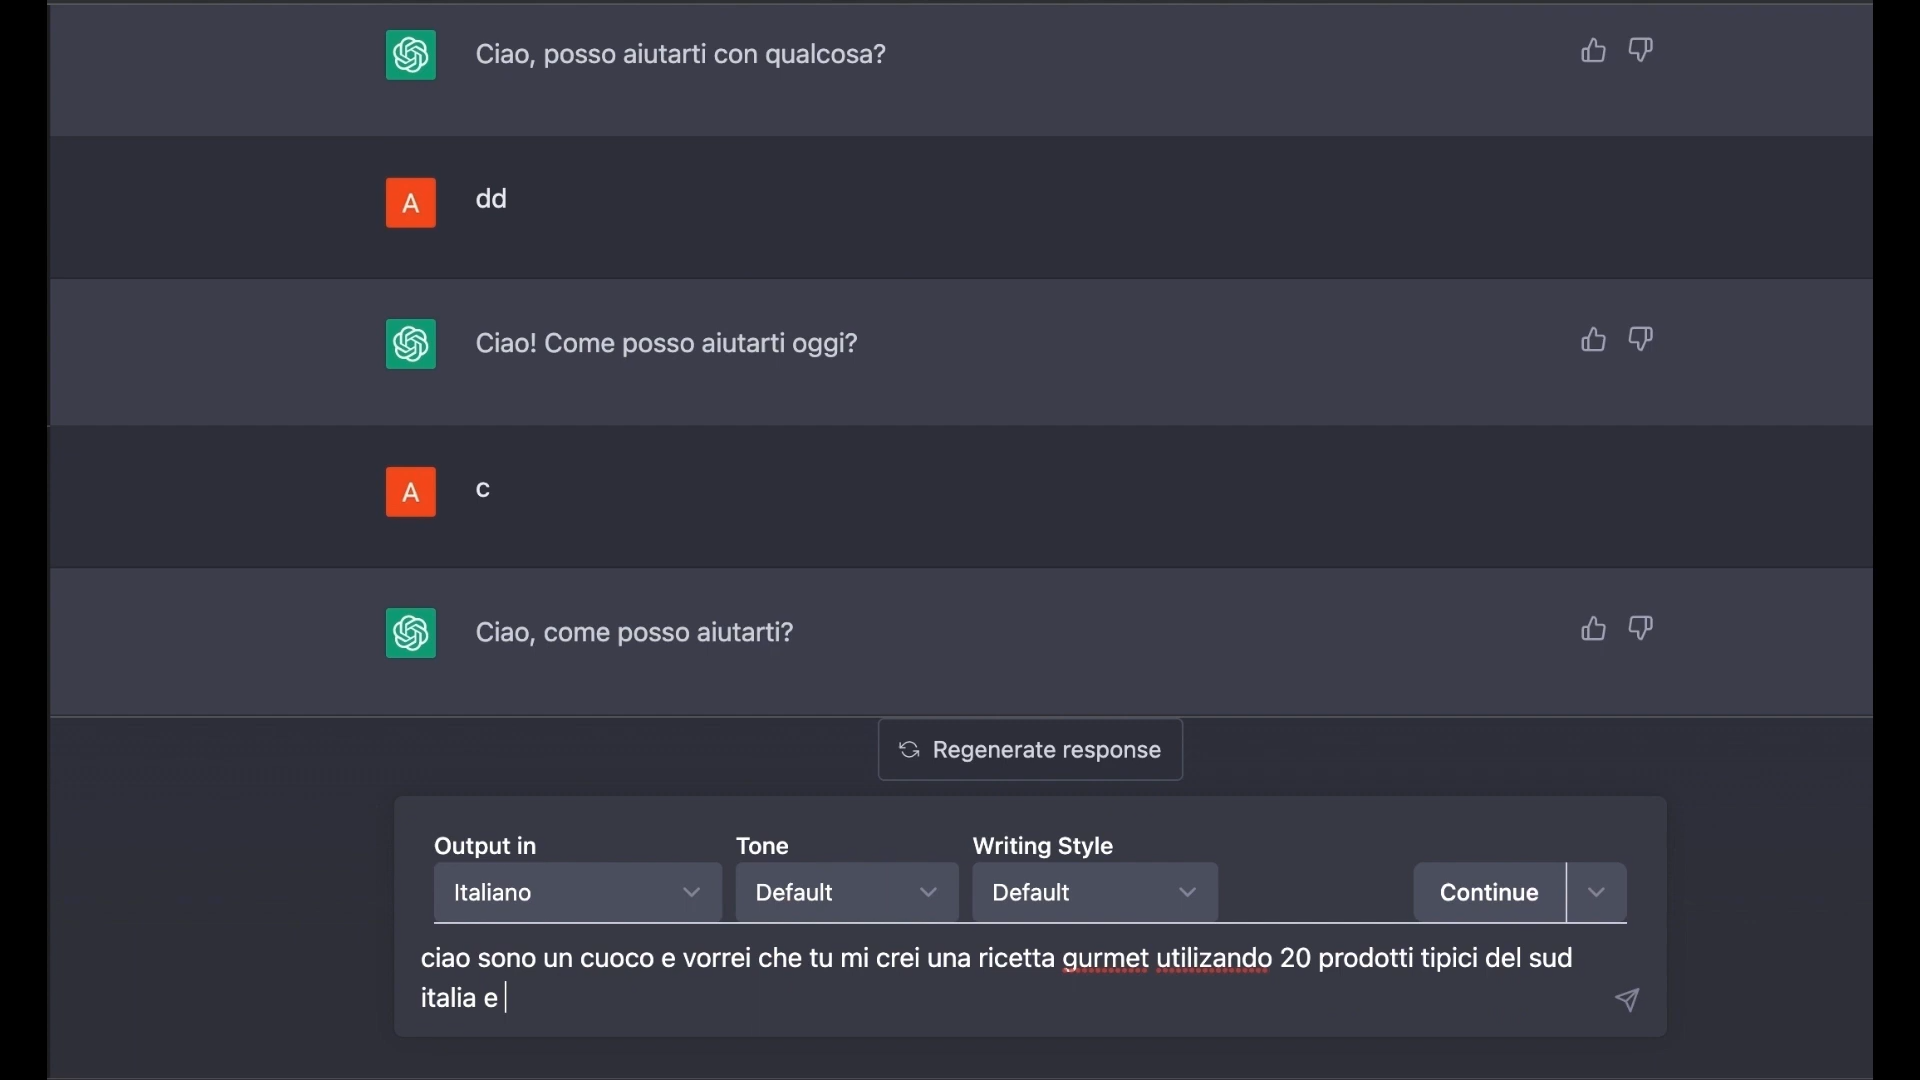 Ciao, posso aiutarti con qualcosa?
A
dd
Ciao! Come posso aiutarti oggi?
A
c
Ciao, come posso aiutarti?
Regenerate response
Output in
Tone
Writing Style
Italiano
Default
Default
Continue
ciao sono un cuoco e vorrei che tu mi crei una ricetta gurmet utilizando 20 prodotti tipici del sud
italia e